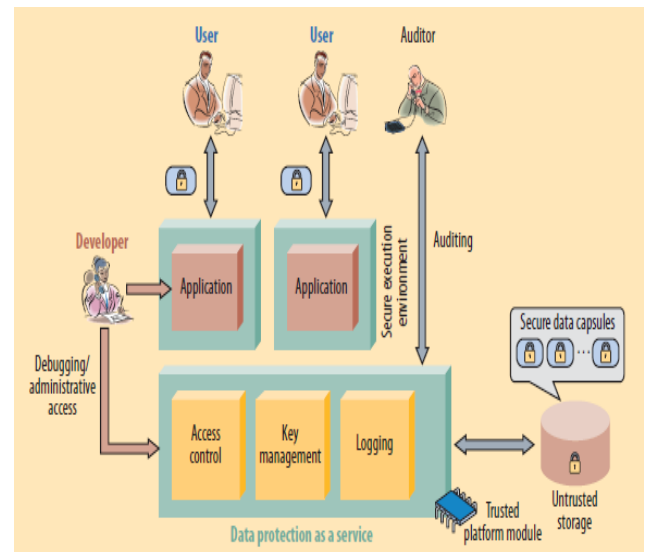 User
User
Auditor
Developer
Application
Application
Secure execution
environment
Auditing
Secure data capsules
...
Debugging/
administrative
access
Access
control
Key
management
Logging
Untrusted
storage
Trusted
platform module
Data protection as a service